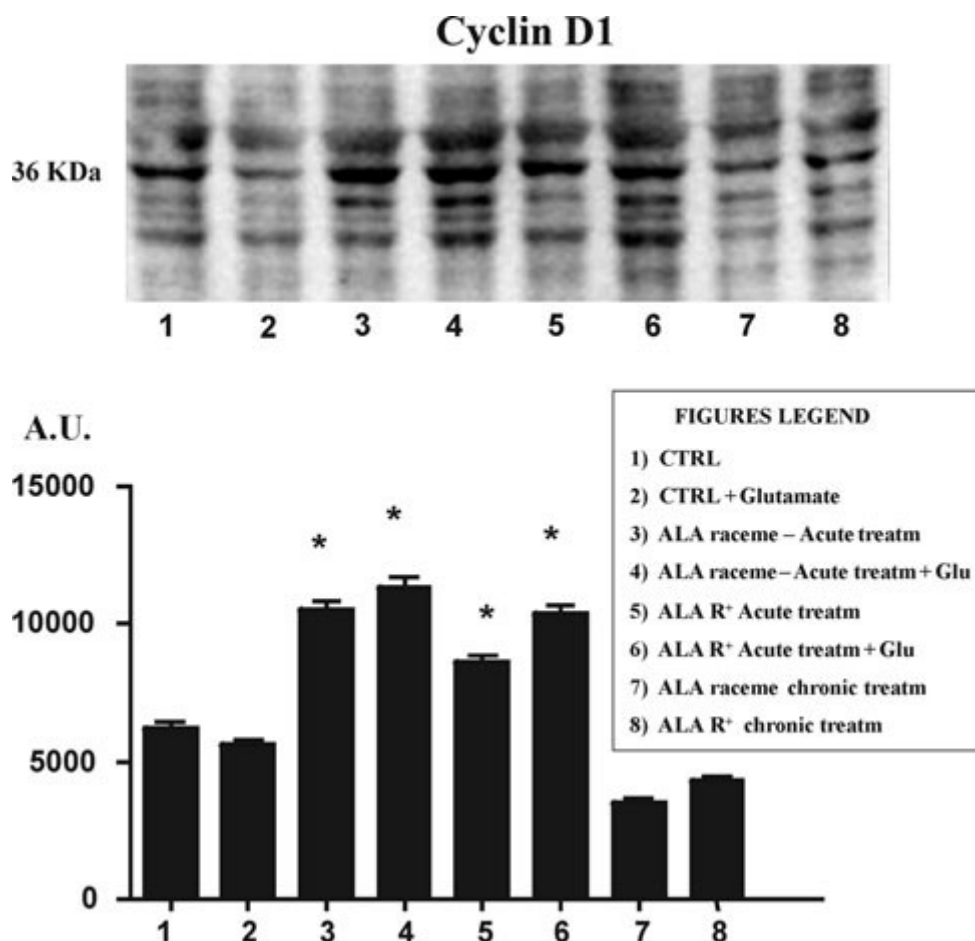 Cyclin D1
36 KDa
1 2 3 4 5 6 7 8
A.U.
15000
10000
5000
0
* * * *
1 2 3 4 5 6 7 8
FIGURES LEGEND
1) CTRL
2) CTRL + Glutamate
3) ALA raceme – Acute treatm
4) ALA raceme – Acute treatm + Glu
5) ALA R⁺ Acute treatm
6) ALA R⁺ Acute treatm + Glu
7) ALA raceme chronic treatm
8) ALA R⁺ chronic treatm